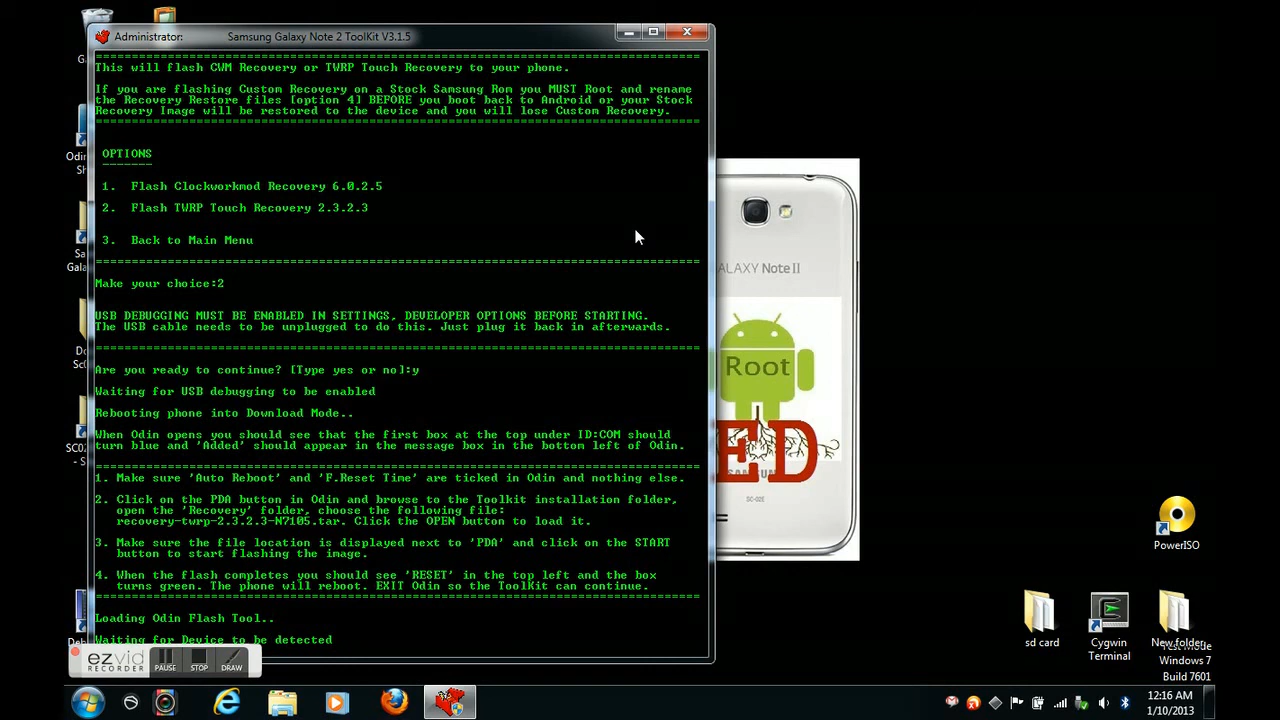 Administrator: Samsung Galaxy Note 2 ToolKit V3.1.5
This will flash CWM Recovery or TWRP Touch Recovery to your phone.
If you are flashing Custom Recovery on a Stock Samsung Rom you MUST Root and rename
the Recovery Restore files [option 4] BEFORE you boot back to Android or your Stock
Recovery Image will be restored to the device and you will lose Custom Recovery.
OPTIONS
1. Flash Clockworkmod Recovery 6.0.2.5
2. Flash TWRP Touch Recovery 2.3.2.3
3. Back to Main Menu
Make your choice:2
USB DEBUGGING MUST BE ENABLED IN SETTINGS, DEVELOPER OPTIONS BEFORE STARTING.
The USB cable needs to be unplugged to do this. Just plug it back in afterwards.
Are you ready to continue? [Type yes or no]:y
Waiting for USB debugging to be enabled
Rebooting phone into Download Mode..
When Odin opens you should see that the first box at the top under ID:COM should
turn blue and 'Added' should appear in the message box in the bottom left of Odin.
1. Make sure 'Auto Reboot' and 'F.Reset Time' are ticked in Odin and nothing else.
2. Click on the PDA button in Odin and browse to the Toolkit installation folder,
open the 'Recovery' folder, choose the following file:
recovery-twrp-2.3.2.3-N7105.tar. Click the OPEN button to load it.
3. Make sure the file location is displayed next to 'PDA' and click on the START
button to start flashing the image.
4. When the flash completes you should see 'RESET' in the top left and the box
turns green. The phone will reboot. EXIT Odin so the ToolKit can continue.
Loading Odin Flash Tool..
Waiting for Device to be detected
ezvid
RECORDER
PAUSE
STOP
DRAW
ALAXY Note II
Root
ED
SC-02E
PowerISO
sd card
Cygwin
Terminal
New folder
Windows 7
Build 7601
12:16 AM
1/10/2013